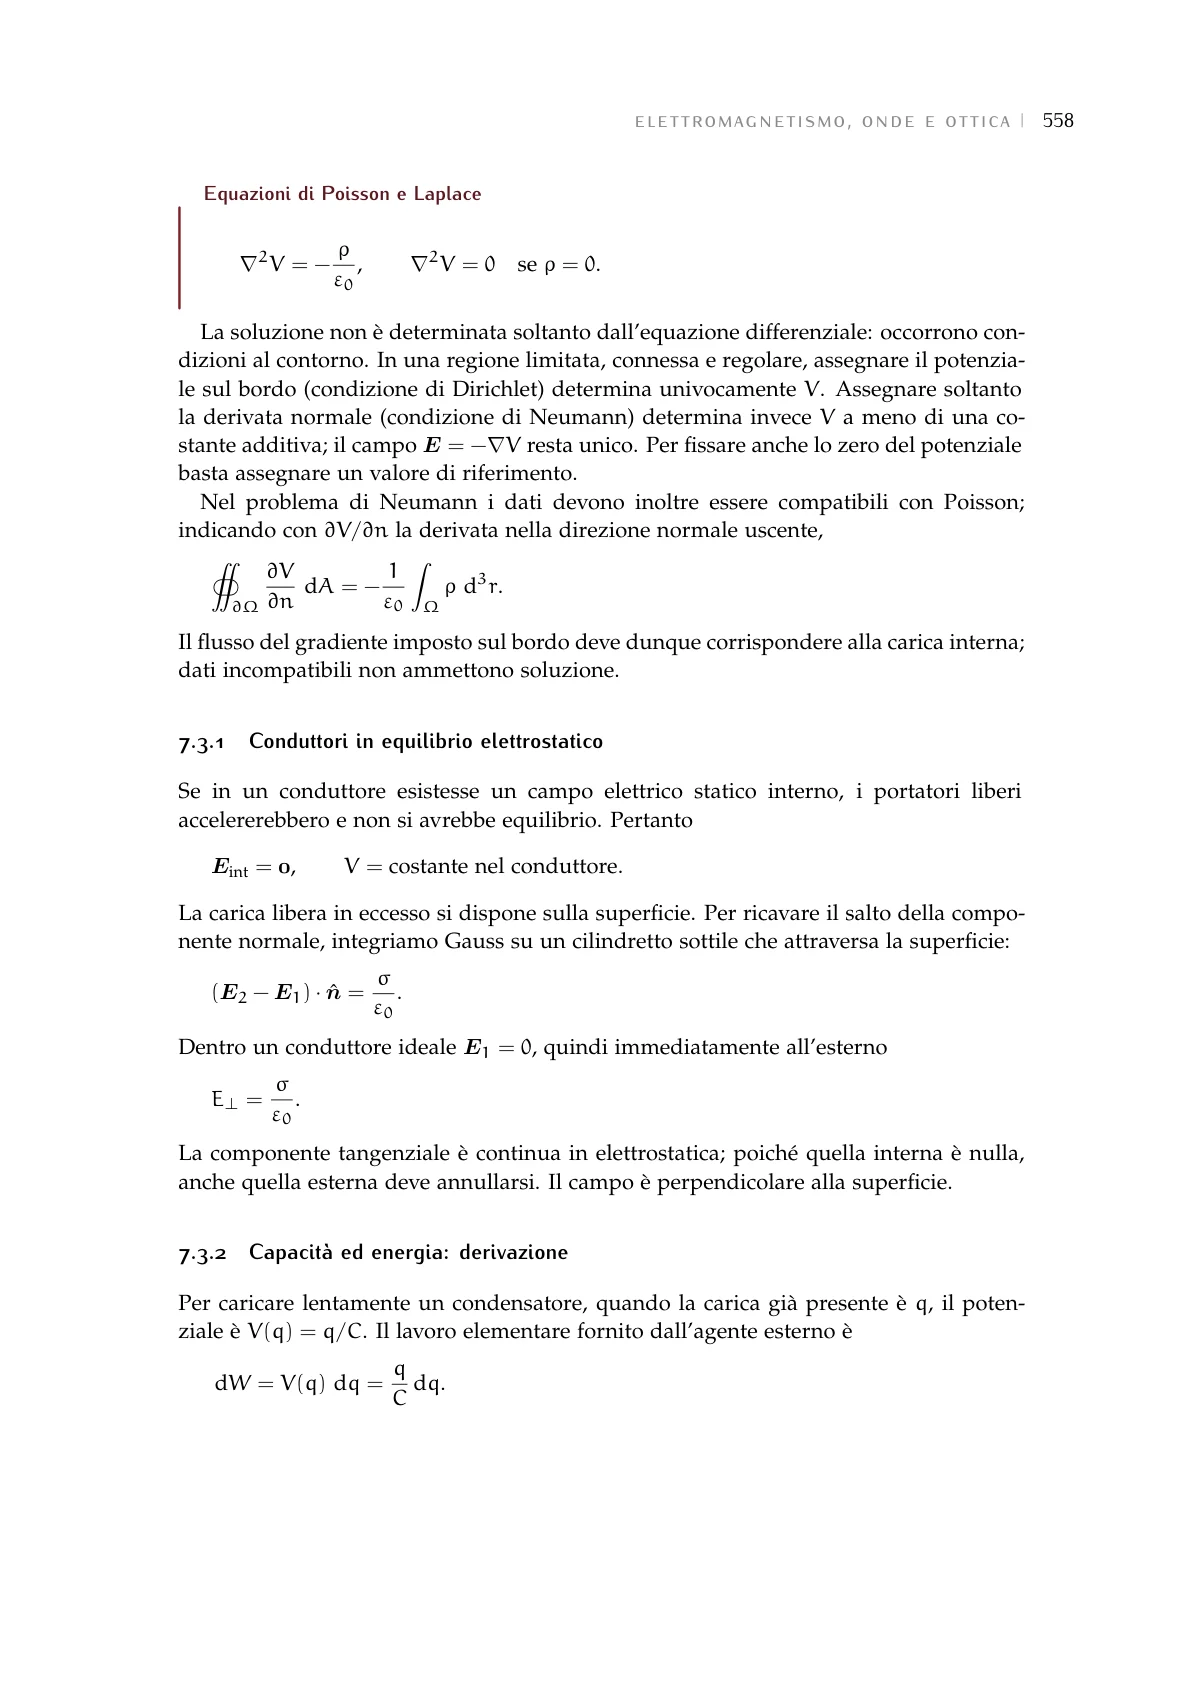 ELETTROMAGNETISMO, ONDE E OTTICA | 558
Equazioni di Poisson e Laplace
∇²V = −ρ/ε₀,  ∇²V = 0  se ρ = 0.
La soluzione non è determinata soltanto dall'equazione differenziale: occorrono con-
dizioni al contorno. In una regione limitata, connessa e regolare, assegnare il potenzia-
le sul bordo (condizione di Dirichlet) determina univocamente V. Assegnare soltanto
la derivata normale (condizione di Neumann) determina invece V a meno di una co-
stante additiva; il campo E = −∇V resta unico. Per fissare anche lo zero del potenziale
basta assegnare un valore di riferimento.
Nel problema di Neumann i dati devono inoltre essere compatibili con Poisson;
indicando con ∂V/∂n la derivata nella direzione normale uscente,
∯_∂Ω ∂V/∂n dA = −1/ε₀ ∫_Ω ρ d³r.
Il flusso del gradiente imposto sul bordo deve dunque corrispondere alla carica interna;
dati incompatibili non ammettono soluzione.
7.3.1 Conduttori in equilibrio elettrostatico
Se in un conduttore esistesse un campo elettrico statico interno, i portatori liberi
accelererebbero e non si avrebbe equilibrio. Pertanto
E_int = 0,  V = costante nel conduttore.
La carica libera in eccesso si dispone sulla superficie. Per ricavare il salto della compo-
nente normale, integriamo Gauss su un cilindretto sottile che attraversa la superficie:
(E₂ − E₁) · n̂ = σ/ε₀.
Dentro un conduttore ideale E₁ = 0, quindi immediatamente all'esterno
E⊥ = σ/ε₀.
La componente tangenziale è continua in elettrostatica; poiché quella interna è nulla,
anche quella esterna deve annullarsi. Il campo è perpendicolare alla superficie.
7.3.2 Capacità ed energia: derivazione
Per caricare lentamente un condensatore, quando la carica già presente è q, il poten-
ziale è V(q) = q/C. Il lavoro elementare fornito dall'agente esterno è
dW = V(q) dq = q/C dq.